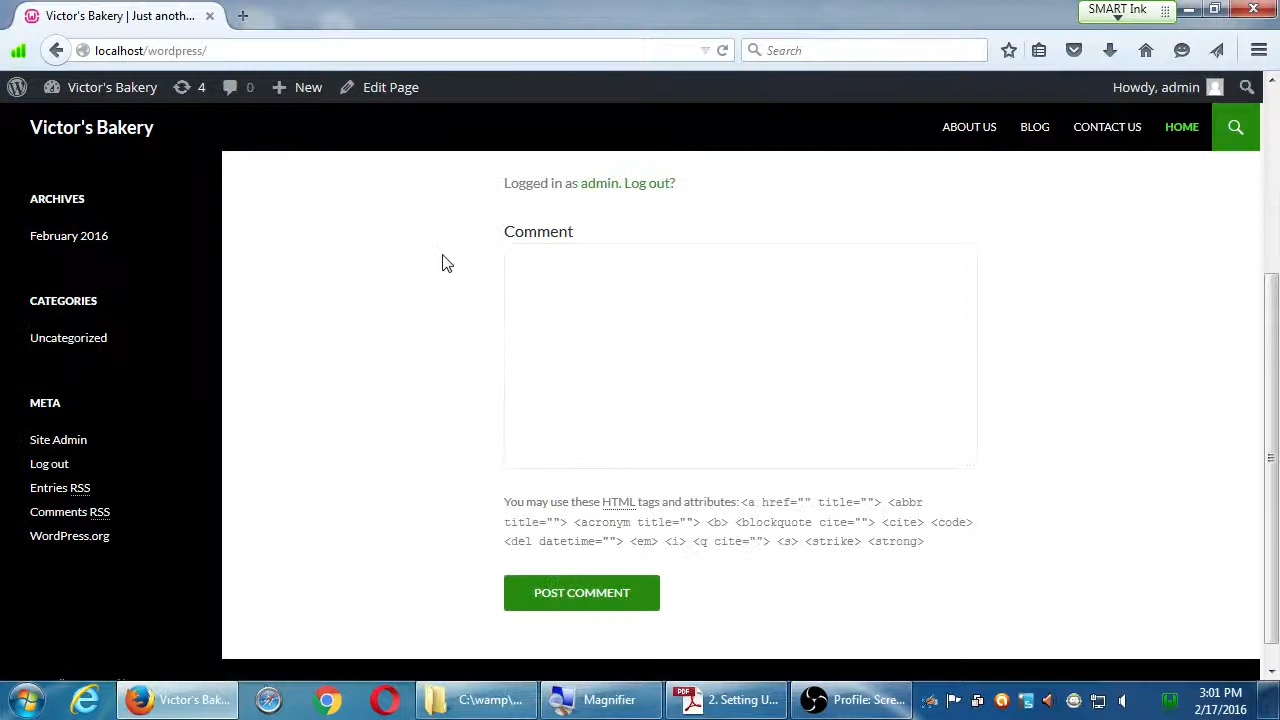 Victor's Bakery | Just anoth...
SMART Ink
localhost/wordpress/
Search
Victor's Bakery
4
0
New
Edit Page
Howdy, admin
Victor's Bakery
ABOUT US
BLOG
CONTACT US
HOME
ARCHIVES
February 2016
CATEGORIES
Uncategorized
META
Site Admin
Log out
Entries RSS
Comments RSS
WordPress.org
Logged in as admin. Log out?
Comment
You may use these HTML tags and attributes: <a href="" title=""> <abbr
title=""> <acronym title=""> <b> <blockquote cite=""> <cite> <code>
<del datetime=""> <em> <i> <q cite=""> <s> <strike> <strong>
POST COMMENT
Victor's Bak...
C:\wamp\...
Magnifier
PDF
2. Setting U...
Profile: Scre...
3:01 PM
2/17/2016